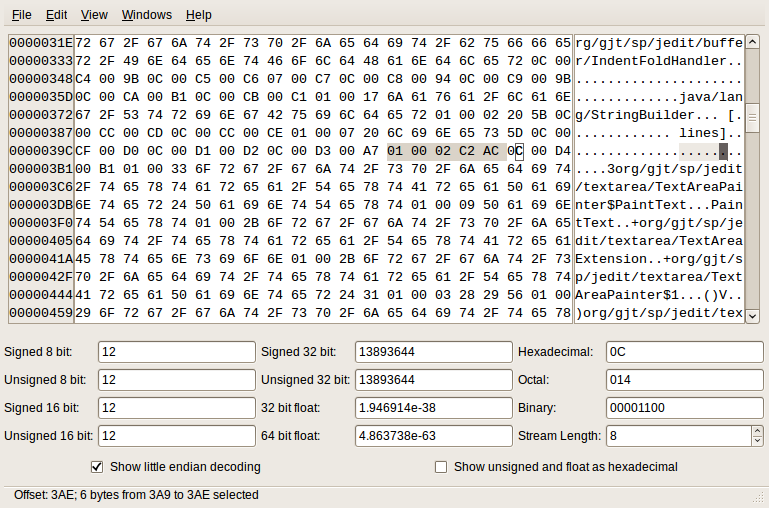 File Edit View Windows Help
0000031E 72 67 2F 67 6A 74 2F 73 70 2F 6A 65 64 69 74 2F 62 75 66 66 65 rg/gjt/sp/jedit/buffe
00000333 72 2F 49 6E 64 65 6E 74 46 6F 6C 64 48 61 6E 64 6C 65 72 0C 00 r/IndentFoldHandler..
00000348 C4 00 9B 0C 00 C5 00 C6 07 00 C7 0C 00 C8 00 94 0C 00 C9 00 9B .....................
0000035D 0C 00 CA 00 B1 0C 00 CB 00 C1 01 00 17 6A 61 76 61 2F 6C 61 6E .............java/lan
00000372 67 2F 53 74 72 69 6E 67 42 75 69 6C 64 65 72 01 00 02 20 5B 0C g/StringBuilder... [.
00000387 00 CC 00 CD 0C 00 CC 00 CE 01 00 07 20 6C 69 6E 65 73 5D 0C 00 ............ lines]..
0000039C CF 00 D0 0C 00 D1 00 D2 0C 00 D3 00 A7 01 00 02 C2 AC 0C 00 D4 .....................
000003B1 00 B1 01 00 33 6F 72 67 2F 67 6A 74 2F 73 70 2F 6A 65 64 69 74 ....3org/gjt/sp/jedit
000003C6 2F 74 65 78 74 61 72 65 61 2F 54 65 78 74 41 72 65 61 50 61 69 /textarea/TextAreaPai
000003DB 6E 74 65 72 24 50 61 69 6E 74 54 65 78 74 01 00 09 50 61 69 6E nter$PaintText...Pain
000003F0 74 54 65 78 74 01 00 2B 6F 72 67 2F 67 6A 74 2F 73 70 2F 6A 65 tText..+org/gjt/sp/je
00000405 64 69 74 2F 74 65 78 74 61 72 65 61 2F 54 65 78 74 41 72 65 61 dit/textarea/TextArea
0000041A 45 78 74 65 6E 73 69 6F 6E 01 00 2B 6F 72 67 2F 67 6A 74 2F 73 Extension..+org/gjt/s
0000042F 70 2F 6A 65 64 69 74 2F 74 65 78 74 61 72 65 61 2F 54 65 78 74 p/jedit/textarea/Text
00000444 41 72 65 61 50 61 69 6E 74 65 72 24 31 01 00 03 28 29 56 01 00 AreaPainter$1...()V..
00000459 29 6F 72 67 2F 67 6A 74 2F 73 70 2F 6A 65 64 69 74 2F 74 65 78 )org/gjt/sp/jedit/tex
Signed 8 bit: 12 Signed 32 bit: 13893644 Hexadecimal: 0C
Unsigned 8 bit: 12 Unsigned 32 bit: 13893644 Octal: 014
Signed 16 bit: 12 32 bit float: 1.946914e-38 Binary: 00001100
Unsigned 16 bit: 12 64 bit float: 4.863738e-63 Stream Length: 8
Show little endian decoding Show unsigned and float as hexadecimal
Offset: 3AE; 6 bytes from 3A9 to 3AE selected